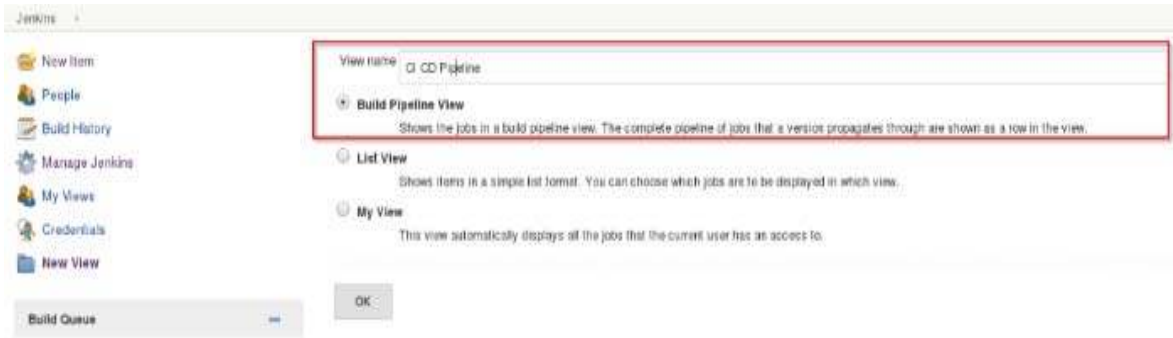 Jenkins
New Item
People
Build History
Manage Jenkins
My Views
Credentials
New View
Build Queue
View name
CI CD Pipeline
Build Pipeline View
Shows the jobs in a build pipeline view. The complete pipeline of jobs that a version propagates through are shown as a row in the view.
List View
Shows items in a simple list format. You can choose which jobs are to be displayed in which view.
My View
This view automatically displays all the jobs that the current user has an access to.
OK